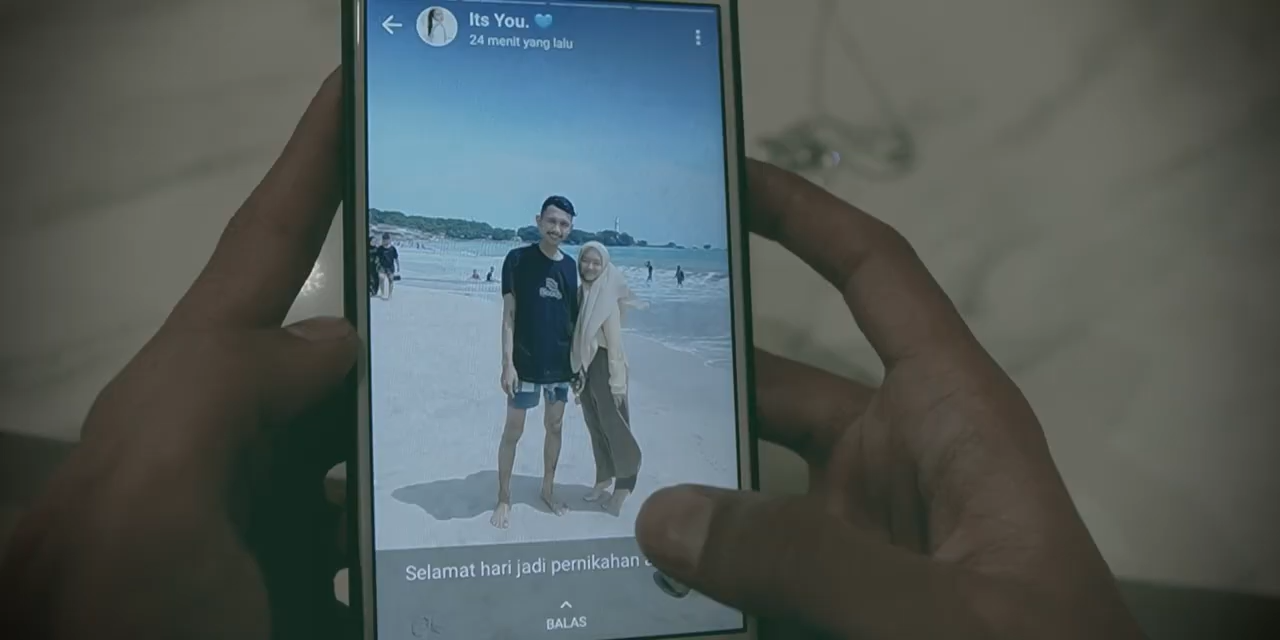 Its You. 💙
24 menit yang lalu
Selamat hari jadi pernikahan
BALAS